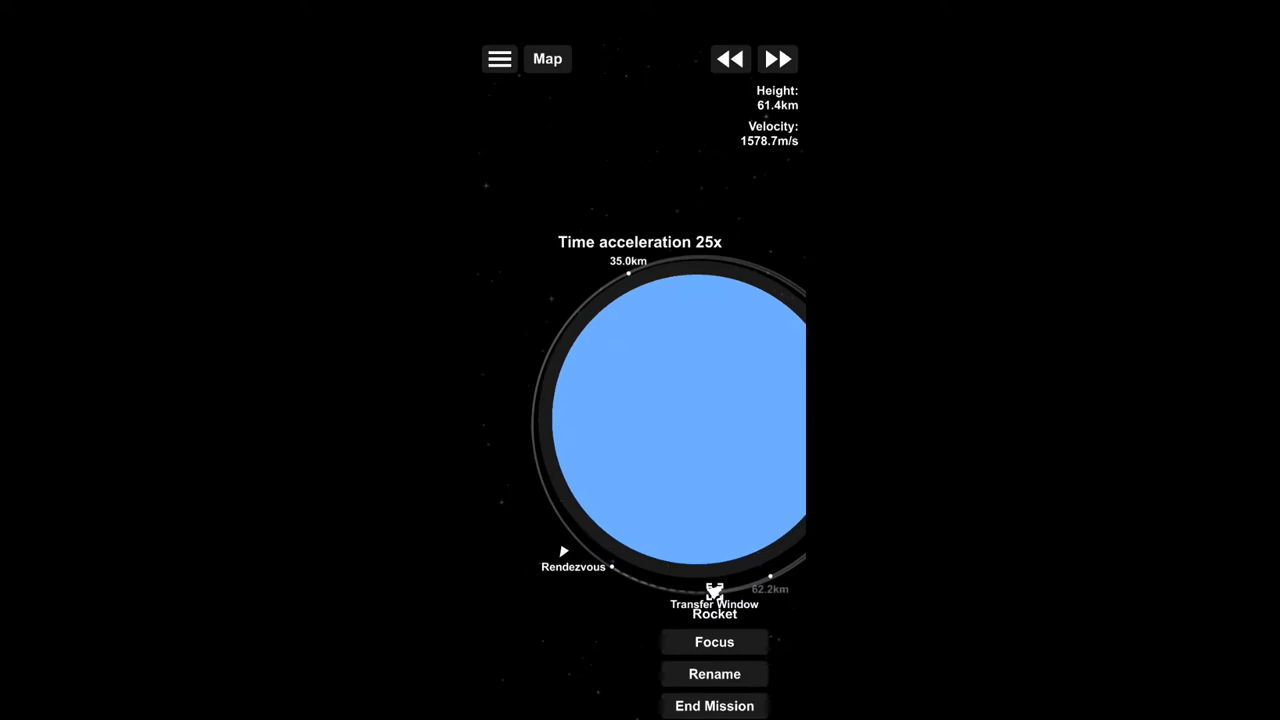 Map
Height:
61.4km
Velocity:
1578.7m/s
Time acceleration 25x
35.0km
Rendezvous
62.2km
Transfer Window
Rocket
Focus
Rename
End Mission